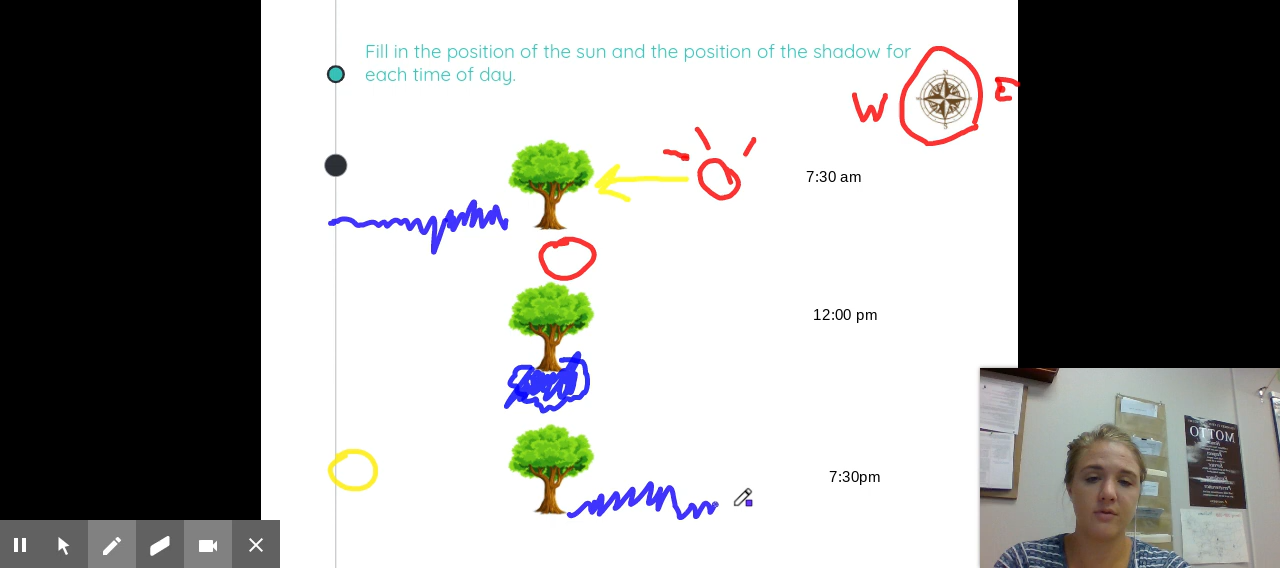 Fill in the position of the sun and the position of the shadow for
each time of day.
W
E
N
S
7:30 am
12:00 pm
7:30pm
MOTTO